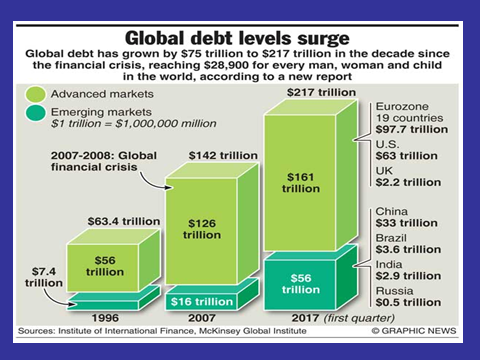 Global debt levels surge
Global debt has grown by $75 trillion to $217 trillion in the decade since
the financial crisis, reaching $28,900 for every man, woman and child
in the world, according to a new report
Advanced markets
Emerging markets
$1 trillion = $1,000,000 million
2007-2008: Global
financial crisis
$63.4 trillion
$56
trillion
$7.4
trillion
1996
$142 trillion
$126
trillion
$16 trillion
2007
$217 trillion
$161
trillion
$56
trillion
2017 (first quarter)
Eurozone
19 countries
$97.7 trillion
U.S.
$63 trillion
UK
$2.2 trillion
China
$33 trillion
Brazil
$3.6 trillion
India
$2.9 trillion
Russia
$0.5 trillion
Sources: Institute of International Finance, McKinsey Global Institute
© GRAPHIC NEWS